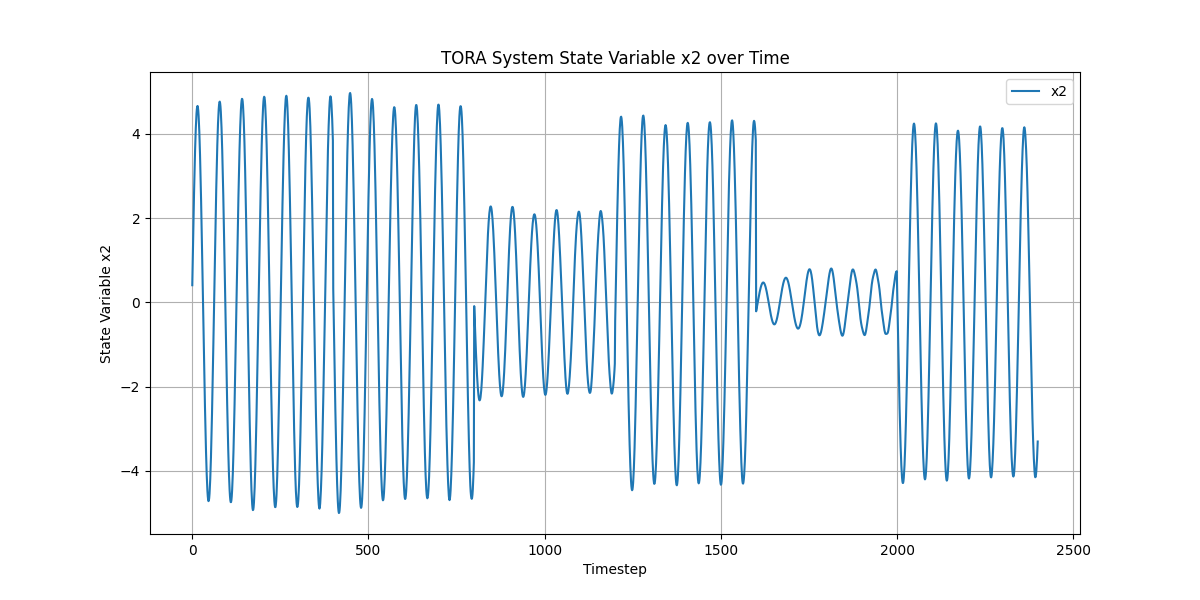 TORA System State Variable x2 over Time
x2
State Variable x2
4
2
0
−2
−4
0
500
1000
1500
2000
2500
Timestep